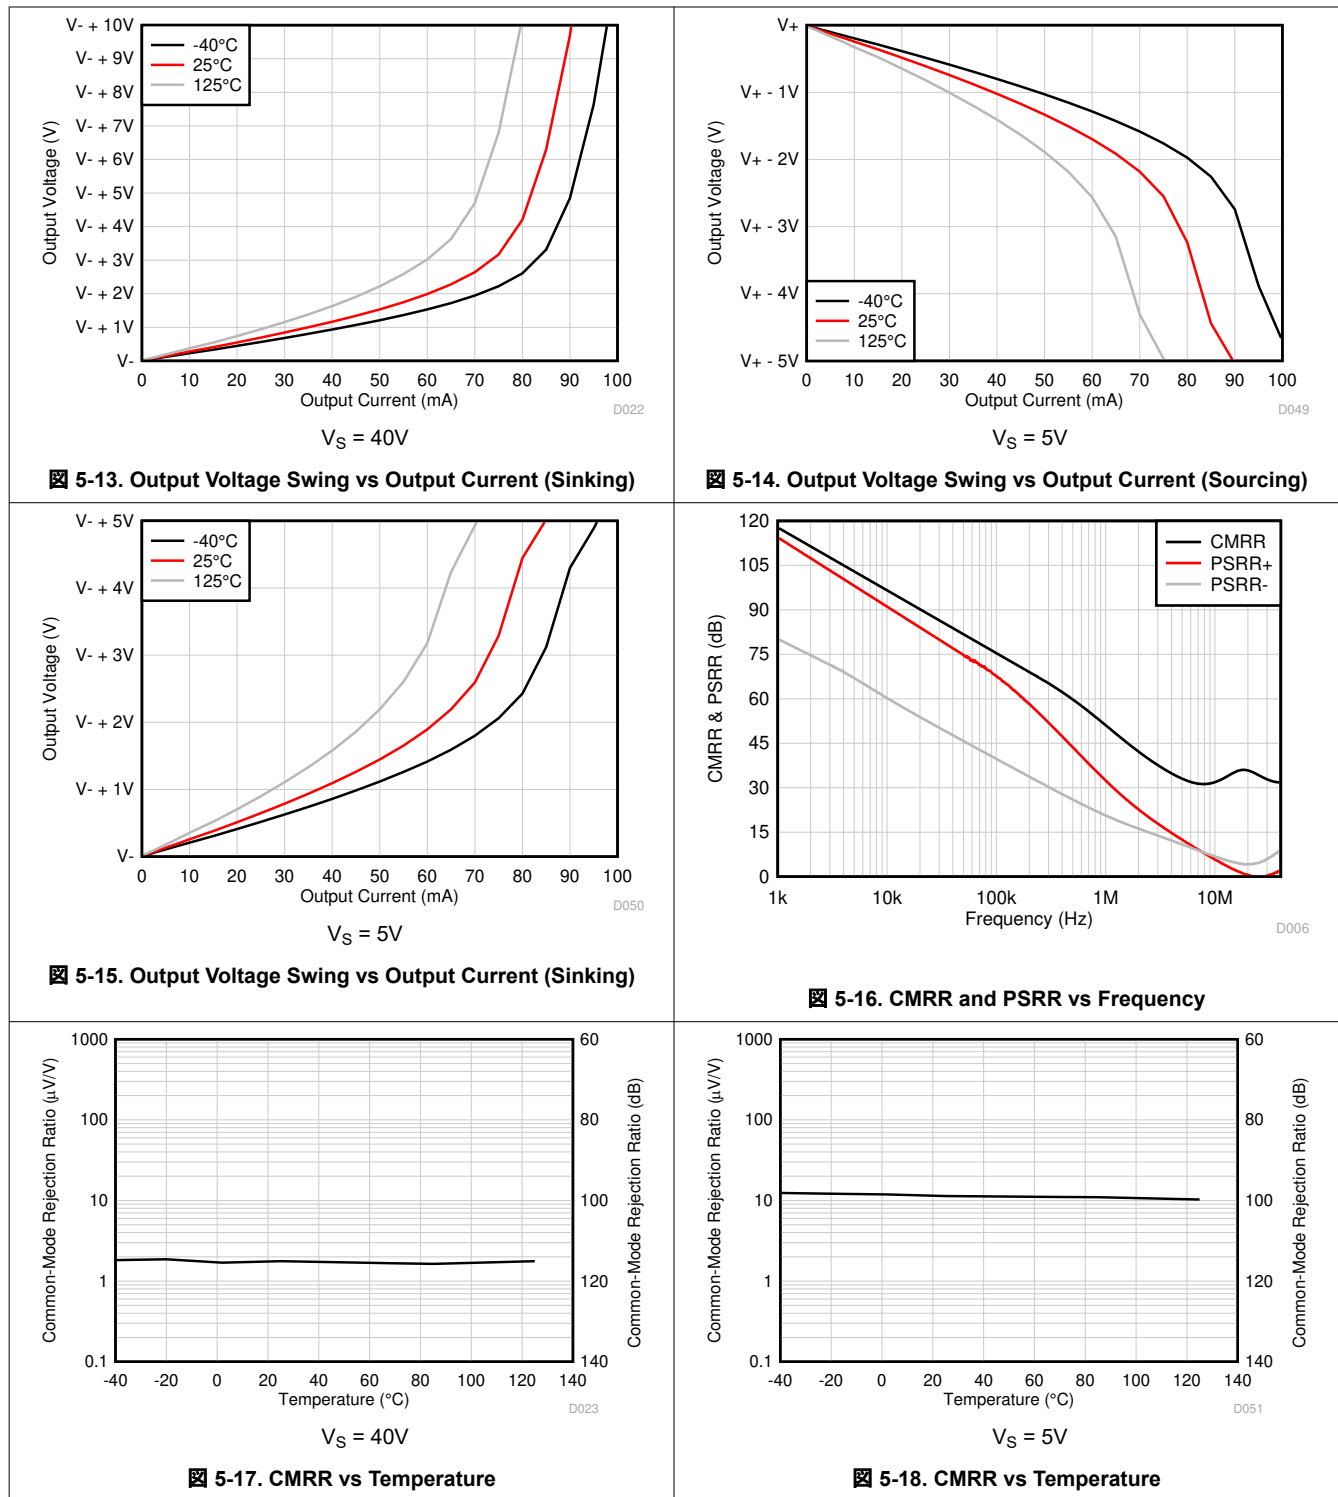 V- + 10V
V- + 9V
V- + 8V
V- + 7V
V- + 6V
V- + 5V
V- + 4V
V- + 3V
V- + 2V
V- + 1V
V-
Output Voltage (V)
-40°C
25°C
125°C
0 10 20 30 40 50 60 70 80 90 100
Output Current (mA)
D022
VS = 40V
図 5-13. Output Voltage Swing vs Output Current (Sinking)
V+
V+ - 1V
V+ - 2V
V+ - 3V
V+ - 4V
V+ - 5V
Output Voltage (V)
-40°C
25°C
125°C
0 10 20 30 40 50 60 70 80 90 100
Output Current (mA)
D049
VS = 5V
図 5-14. Output Voltage Swing vs Output Current (Sourcing)
V- + 5V
V- + 4V
V- + 3V
V- + 2V
V- + 1V
V-
Output Voltage (V)
-40°C
25°C
125°C
0 10 20 30 40 50 60 70 80 90 100
Output Current (mA)
D050
VS = 5V
図 5-15. Output Voltage Swing vs Output Current (Sinking)
120
105
90
75
60
45
30
15
0
CMRR & PSRR (dB)
CMRR
PSRR+
PSRR-
1k 10k 100k 1M 10M
Frequency (Hz)
D006
図 5-16. CMRR and PSRR vs Frequency
1000
100
10
1
0.1
Common-Mode Rejection Ratio (µV/V)
60
80
100
120
140
Common-Mode Rejection Ratio (dB)
-40 -20 0 20 40 60 80 100 120 140
Temperature (°C)
D023
VS = 40V
図 5-17. CMRR vs Temperature
1000
100
10
1
0.1
Common-Mode Rejection Ratio (µV/V)
60
80
100
120
140
Common-Mode Rejection Ratio (dB)
-40 -20 0 20 40 60 80 100 120 140
Temperature (°C)
D051
VS = 5V
図 5-18. CMRR vs Temperature